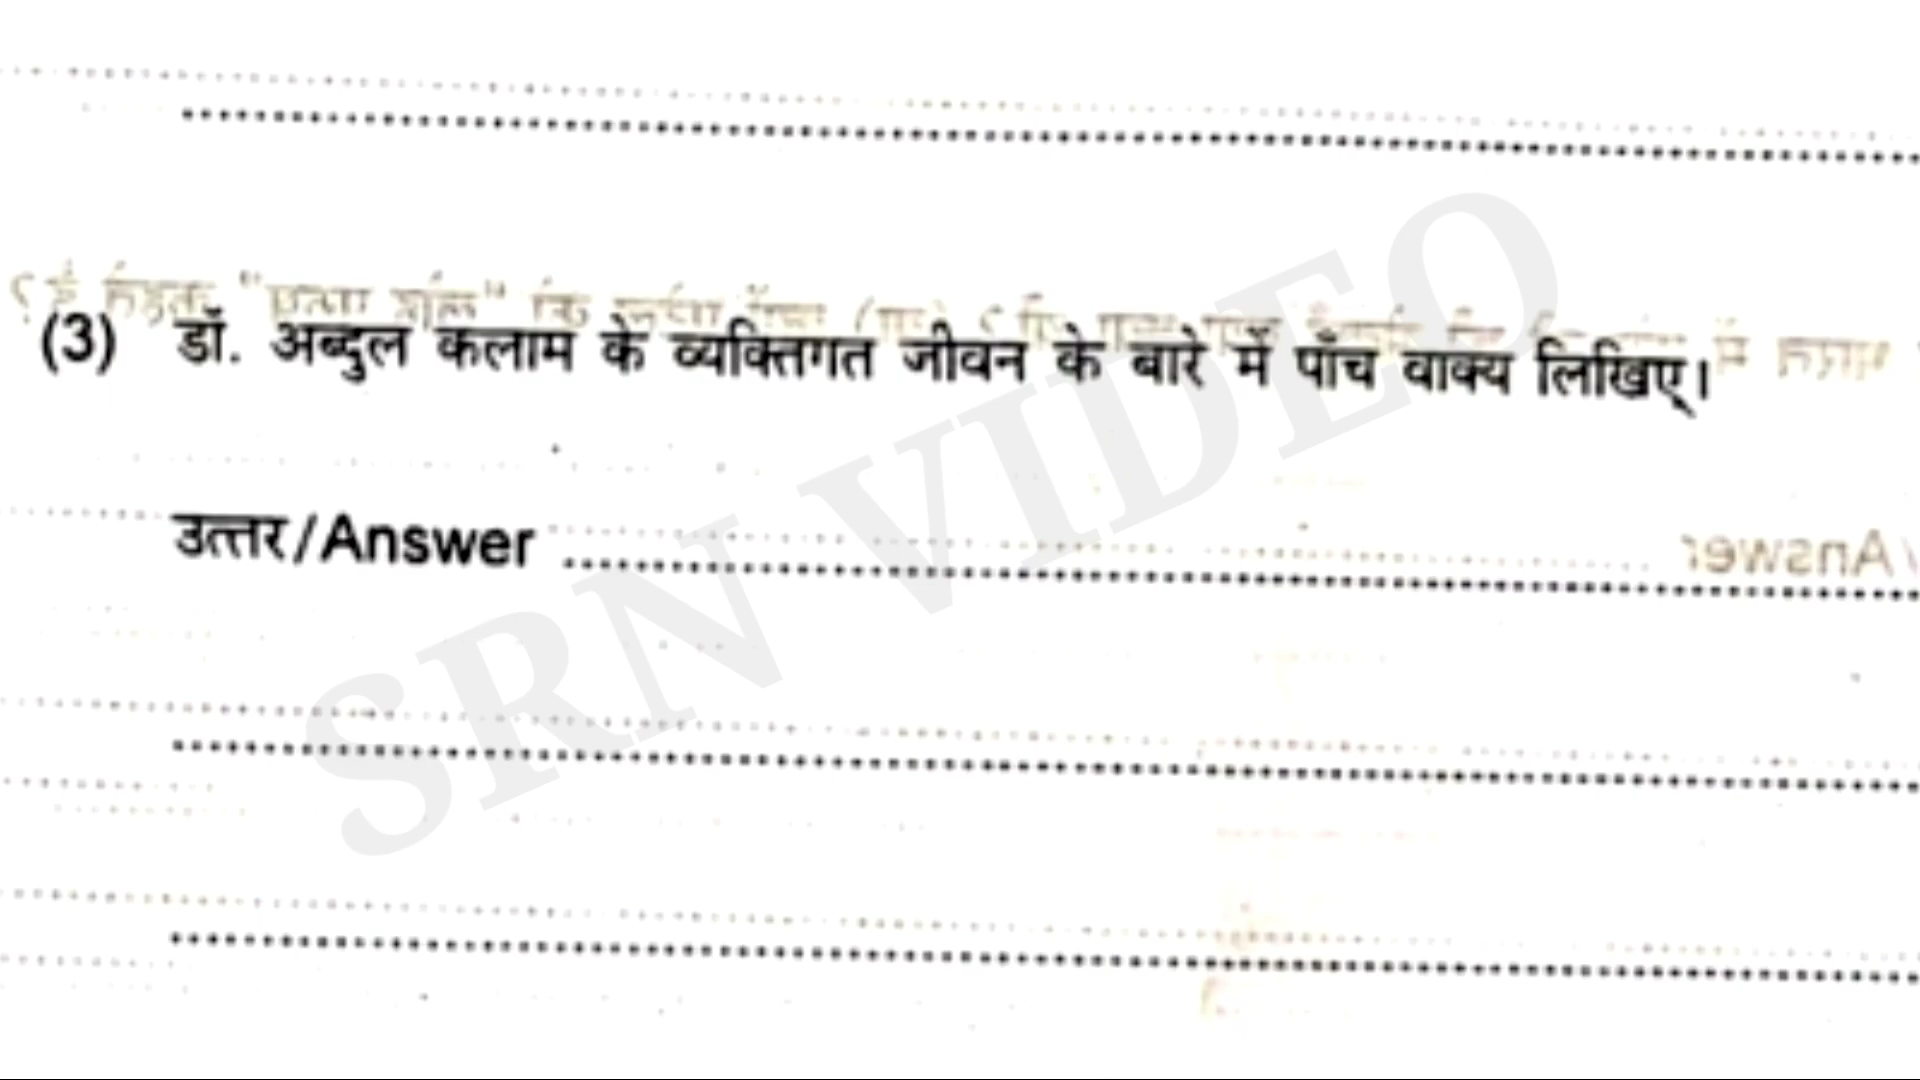 (3) डॉ. अब्दुल कलाम के व्यक्तिगत जीवन के बारे में पाँच वाक्य लिखिए।
उत्तर/Answer
SRN VIDEO